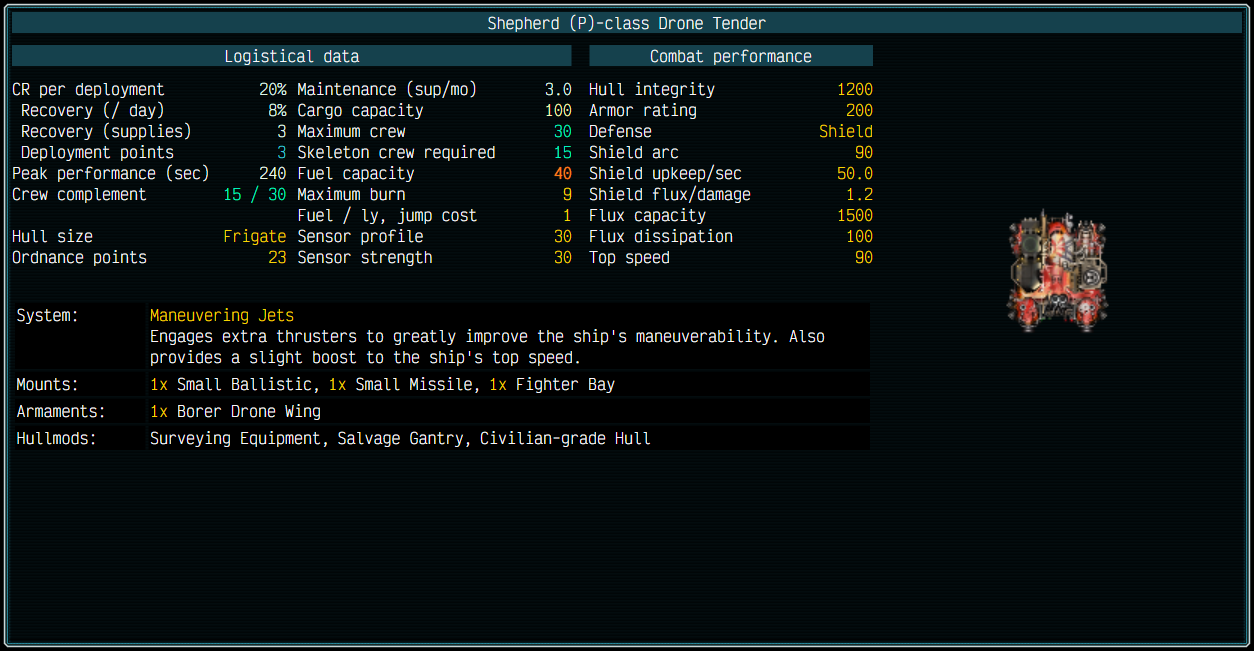 Shepherd (P)-class Drone Tender
Logistical data
CR per deployment 20% Maintenance (sup/mo) 3.0
Recovery (/ day) 8% Cargo capacity 100
Recovery (supplies) 3 Maximum crew 30
Deployment points 3 Skeleton crew required 15
Peak performance (sec) 240 Fuel capacity 40
Crew complement 15 / 30 Maximum burn 9
Fuel / ly, jump cost 1
Hull size Frigate Sensor profile 30
Ordnance points 23 Sensor strength 30
Combat performance
Hull integrity 1200
Armor rating 200
Defense Shield
Shield arc 90
Shield upkeep/sec 50.0
Shield flux/damage 1.2
Flux capacity 1500
Flux dissipation 100
Top speed 90
System: Maneuvering Jets
Engages extra thrusters to greatly improve the ship's maneuverability. Also
provides a slight boost to the ship's top speed.
Mounts: 1x Small Ballistic, 1x Small Missile, 1x Fighter Bay
Armaments: 1x Borer Drone Wing
Hullmods: Surveying Equipment, Salvage Gantry, Civilian-grade Hull